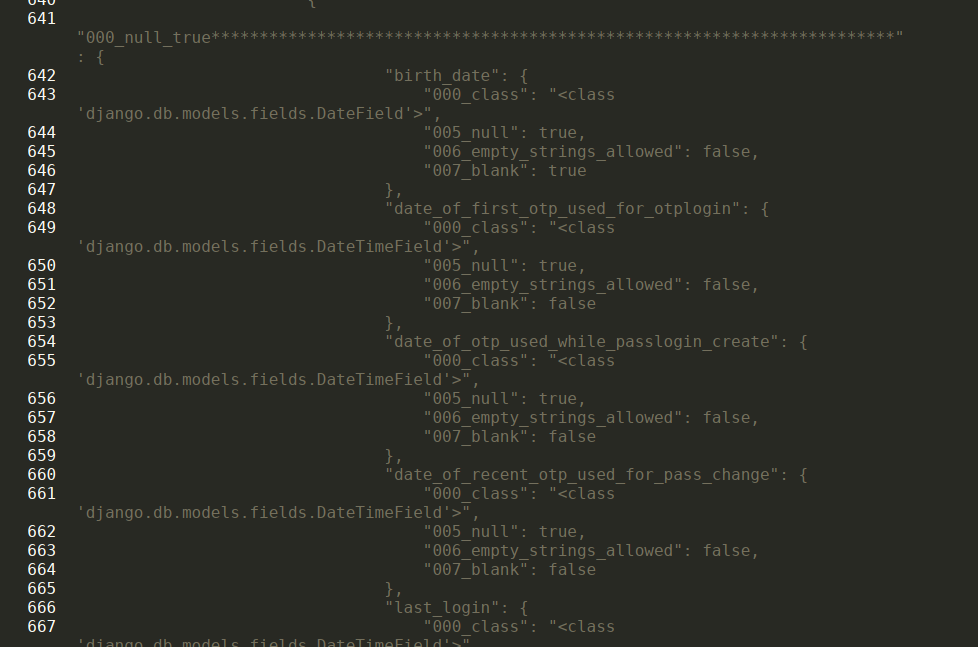 640 {
641
"000_null_true***********************************************************************"
: {
642 "birth_date": {
643 "000_class": "<class
'django.db.models.fields.DateField'>",
644 "005_null": true,
645 "006_empty_strings_allowed": false,
646 "007_blank": true
647 },
648 "date_of_first_otp_used_for_otplogin": {
649 "000_class": "<class
'django.db.models.fields.DateTimeField'>",
650 "005_null": true,
651 "006_empty_strings_allowed": false,
652 "007_blank": false
653 },
654 "date_of_otp_used_while_passlogin_create": {
655 "000_class": "<class
'django.db.models.fields.DateTimeField'>",
656 "005_null": true,
657 "006_empty_strings_allowed": false,
658 "007_blank": false
659 },
660 "date_of_recent_otp_used_for_pass_change": {
661 "000_class": "<class
'django.db.models.fields.DateTimeField'>",
662 "005_null": true,
663 "006_empty_strings_allowed": false,
664 "007_blank": false
665 },
666 "last_login": {
667 "000_class": "<class
'django.db.models.fields.DateTimeField'>"